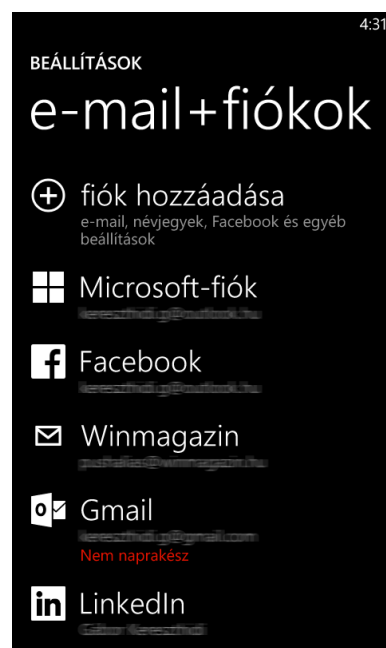 4:31
BEÁLLÍTÁSOK
e-mail+fiókok
fiók hozzáadása
e-mail, névjegyek, Facebook és egyéb
beállítások
Microsoft-fiók
Facebook
Winmagazin
Gmail
Nem naprakész
LinkedIn